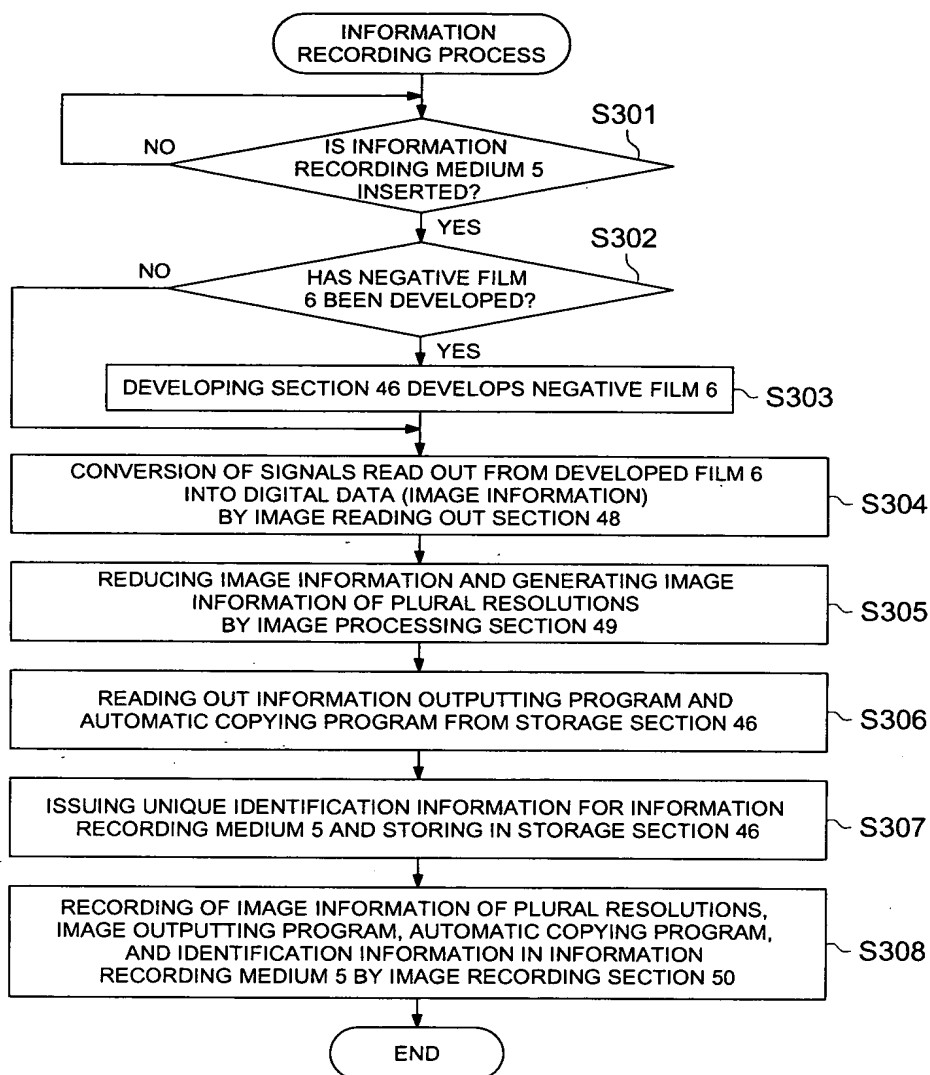 INFORMATION
RECORDING PROCESS
S301
NO
IS INFORMATION
RECORDING MEDIUM 5
INSERTED?
YES
S302
NO
HAS NEGATIVE FILM
6 BEEN DEVELOPED?
YES
DEVELOPING SECTION 46 DEVELOPS NEGATIVE FILM 6
S303
CONVERSION OF SIGNALS READ OUT FROM DEVELOPED FILM 6
INTO DIGITAL DATA (IMAGE INFORMATION)
BY IMAGE READING OUT SECTION 48
S304
REDUCING IMAGE INFORMATION AND GENERATING IMAGE
INFORMATION OF PLURAL RESOLUTIONS
BY IMAGE PROCESSING SECTION 49
S305
READING OUT INFORMATION OUTPUTTING PROGRAM AND
AUTOMATIC COPYING PROGRAM FROM STORAGE SECTION 46
S306
ISSUING UNIQUE IDENTIFICATION INFORMATION FOR INFORMATION
RECORDING MEDIUM 5 AND STORING IN STORAGE SECTION 46
S307
RECORDING OF IMAGE INFORMATION OF PLURAL RESOLUTIONS,
IMAGE OUTPUTTING PROGRAM, AUTOMATIC COPYING PROGRAM,
AND IDENTIFICATION INFORMATION IN INFORMATION
RECORDING MEDIUM 5 BY IMAGE RECORDING SECTION 50
S308
END